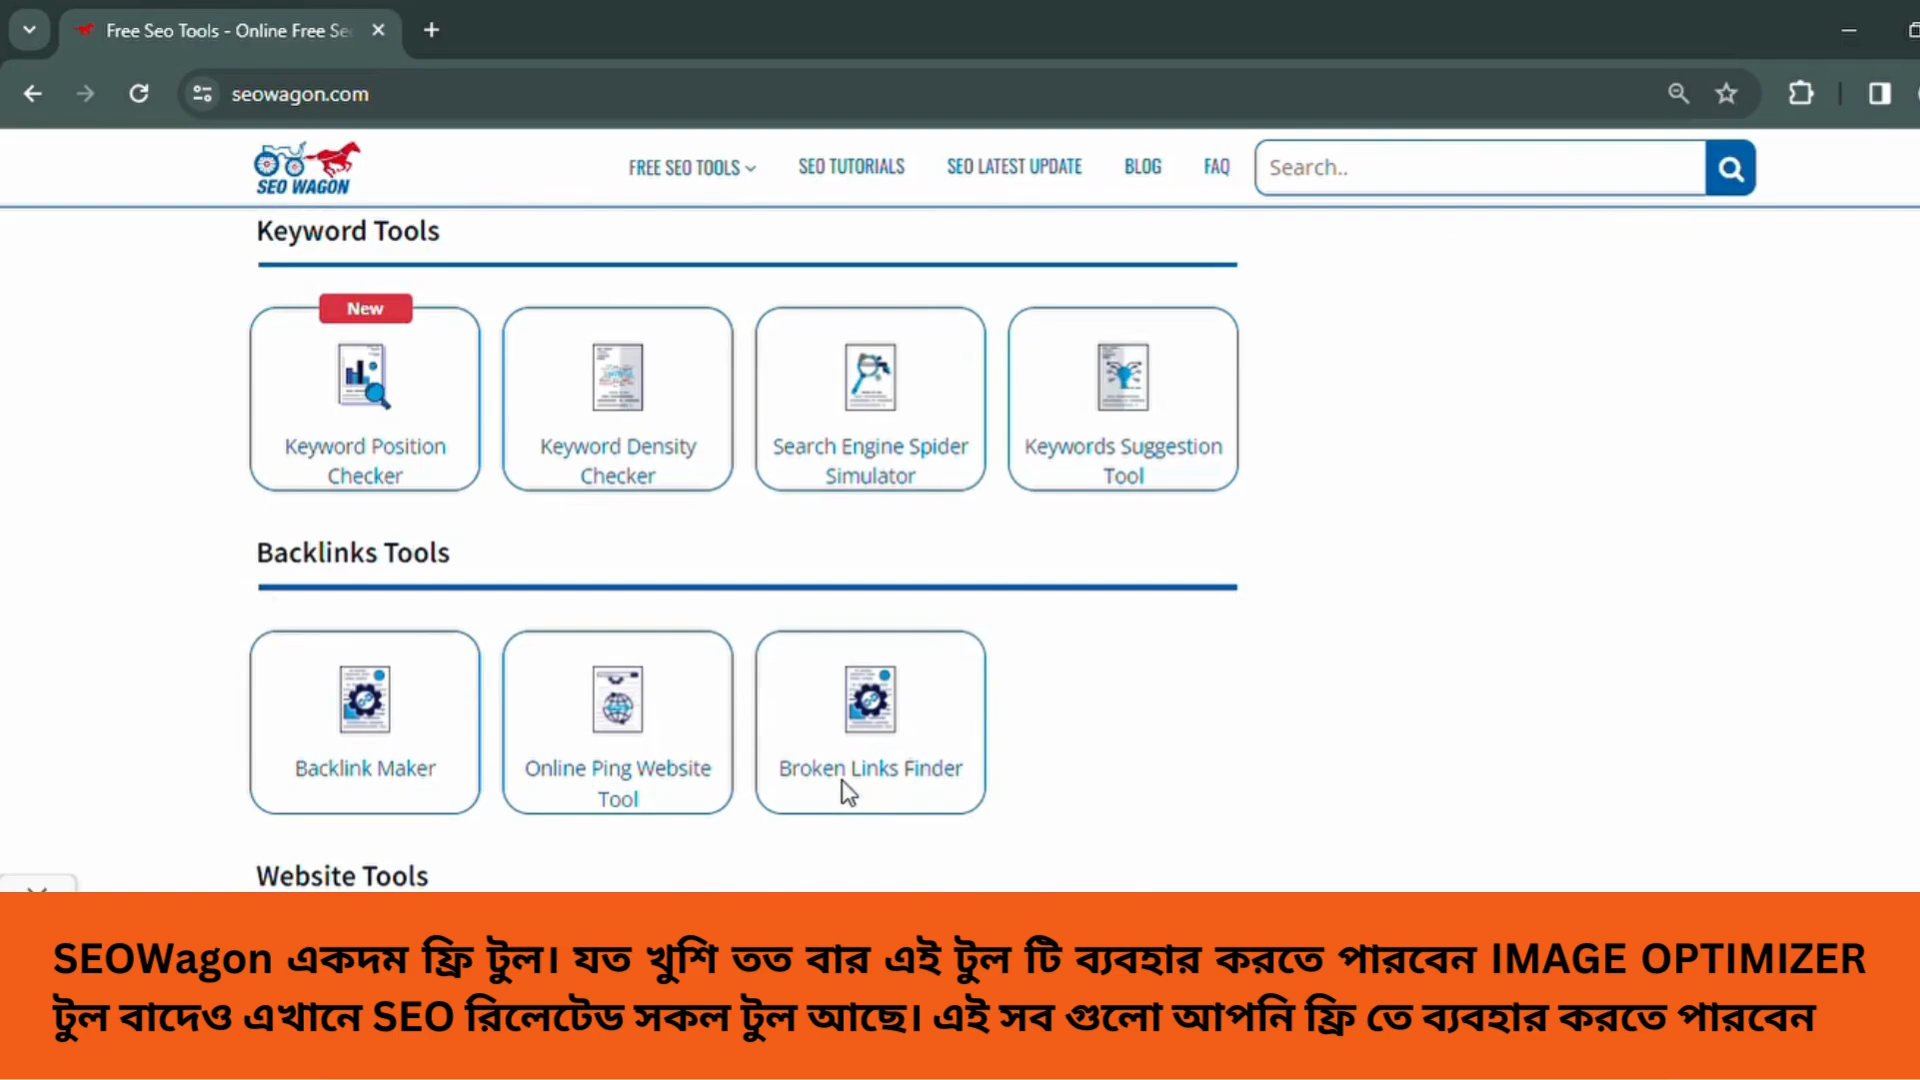 Free Seo Tools - Online Free Se
seowagon.com
SEO WAGON
FREE SEO TOOLS
SEO TUTORIALS
SEO LATEST UPDATE
BLOG
FAQ
Search..
Keyword Tools
New
Keyword Position
Checker
Keyword Density
Checker
Search Engine Spider
Simulator
Keywords Suggestion
Tool
Backlinks Tools
Backlink Maker
Online Ping Website
Tool
Broken Links Finder
Website Tools
SEOWagon একদম ফ্রি টুল। যত খুশি তত বার এই টুল টি ব্যবহার করতে পারবেন IMAGE OPTIMIZER
টুল বাদেও এখানে SEO রিলেটেড সকল টুল আছে। এই সব গুলো আপনি ফ্রি তে ব্যবহার করতে পারবেন